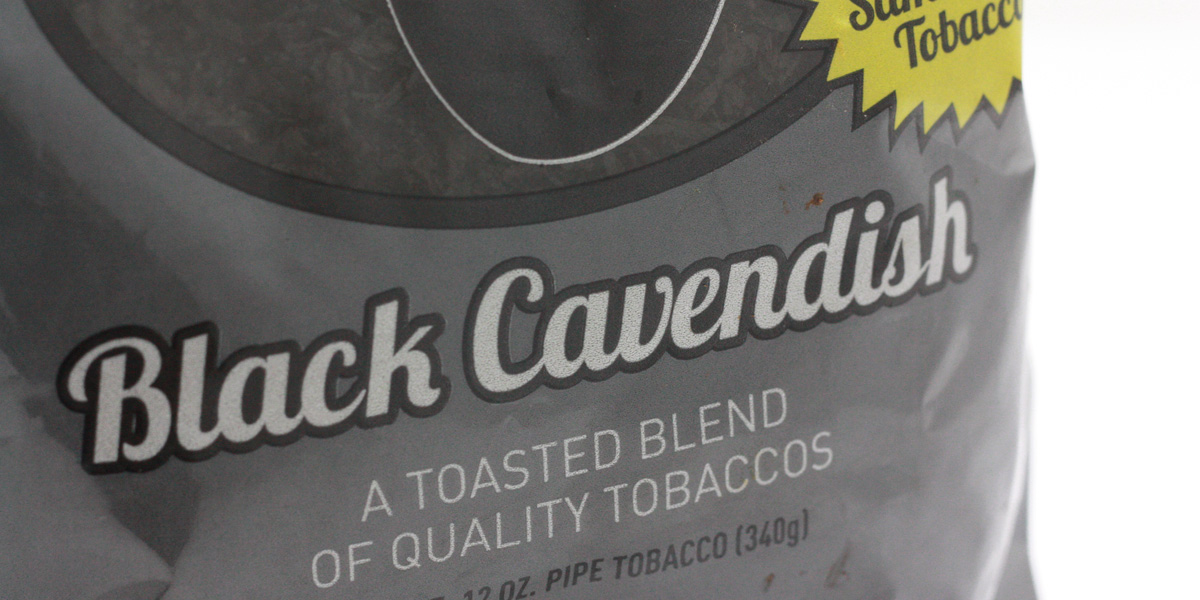 Tobacco
Black Cavendish
A TOASTED BLEND
OF QUALITY TOBACCOS
12 OZ. PIPE TOBACCO (340g)